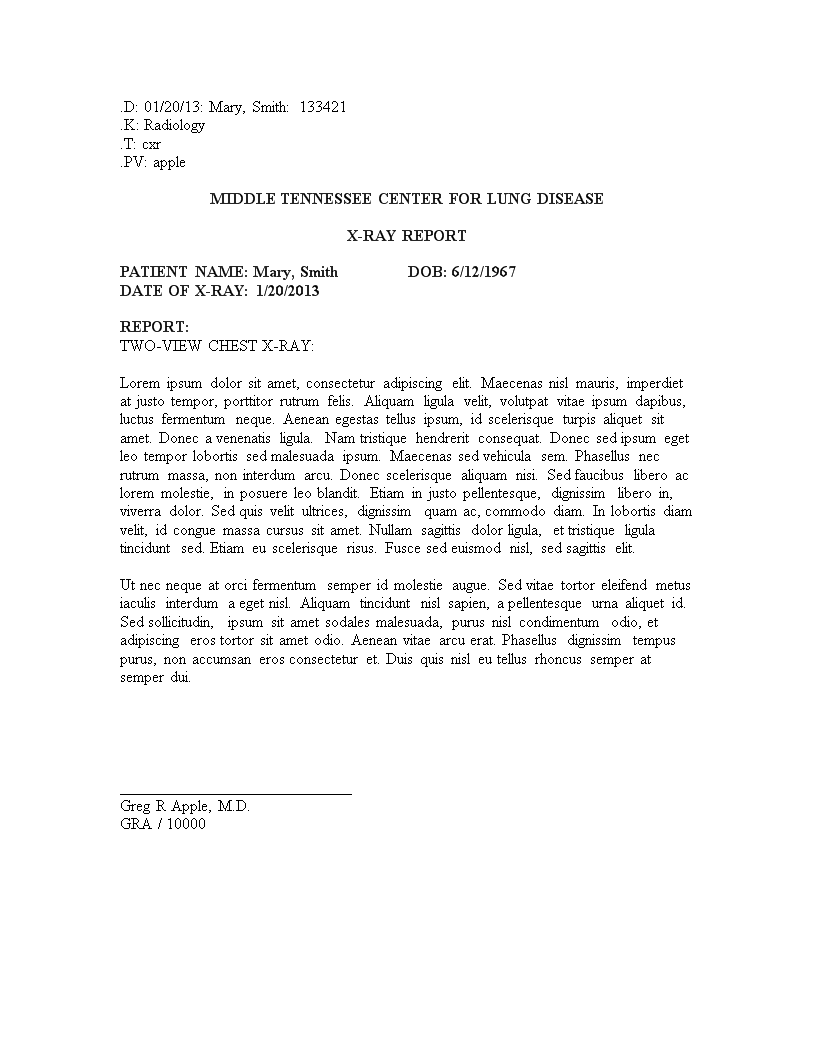 .D: 01/20/13: Mary, Smith: 133421
.K: Radiology
.T: cxr
.PV: apple
MIDDLE TENNESSEE CENTER FOR LUNG DISEASE
X-RAY REPORT
PATIENT NAME: Mary, Smith DOB: 6/12/1967
DATE OF X-RAY: 1/20/2013
REPORT:
TWO-VIEW CHEST X-RAY:
Lorem ipsum dolor sit amet, consectetur adipiscing elit. Maecenas nisl mauris, imperdiet
at justo tempor, porttitor rutrum felis. Aliquam ligula velit, volutpat vitae ipsum dapibus,
luctus fermentum neque. Aenean egestas tellus ipsum, id scelerisque turpis aliquet sit
amet. Donec a venenatis ligula. Nam tristique hendrerit consequat. Donec sed ipsum eget
leo tempor lobortis sed malesuada ipsum. Maecenas sed vehicula sem. Phasellus nec
rutrum massa, non interdum arcu. Donec scelerisque aliquam nisi. Sed faucibus libero ac
lorem molestie, in posuere leo blandit. Etiam in justo pellentesque, dignissim libero in,
viverra dolor. Sed quis velit ultrices, dignissim quam ac, commodo diam. In lobortis diam
velit, id congue massa cursus sit amet. Nullam sagittis dolor ligula, et tristique ligula
tincidunt sed. Etiam eu scelerisque risus. Fusce sed euismod nisl, sed sagittis elit.
Ut nec neque at orci fermentum semper id molestie augue. Sed vitae tortor eleifend metus
iaculis interdum a eget nisl. Aliquam tincidunt nisl sapien, a pellentesque urna aliquet id.
Sed sollicitudin, ipsum sit amet sodales malesuada, purus nisl condimentum odio, et
adipiscing eros tortor sit amet odio. Aenean vitae arcu erat. Phasellus dignissim tempus
purus, non accumsan eros consectetur et. Duis quis nisl eu tellus rhoncus semper at
semper dui.
Greg R Apple, M.D.
GRA / 10000